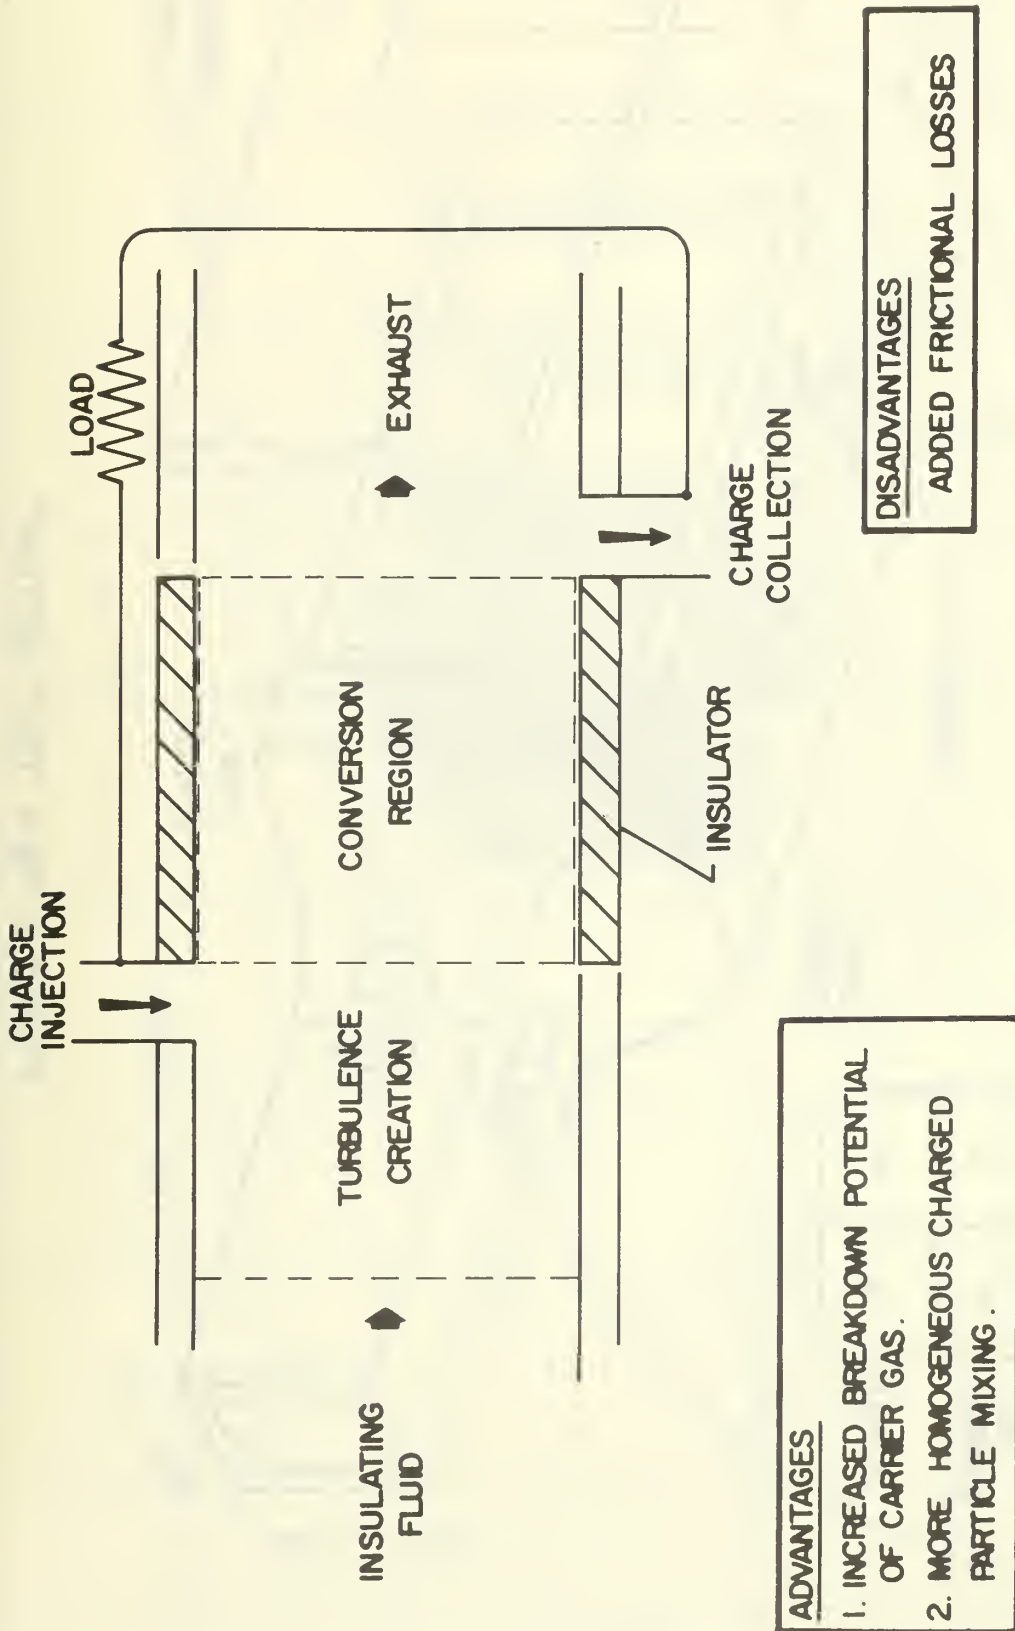 CHARGE
INJECTION
LOAD
INSULATING
FLUID
TURBULENCE
CREATION
CONVERSION
REGION
EXHAUST
INSULATOR
CHARGE
COLLECTION
ADVANTAGES
1. INCREASED BREAKDOWN POTENTIAL
OF CARRIER GAS.
2. MORE HOMOGENEOUS CHARGED
PARTICLE MIXING.
DISADVANTAGES
ADDED FRICTIONAL LOSSES